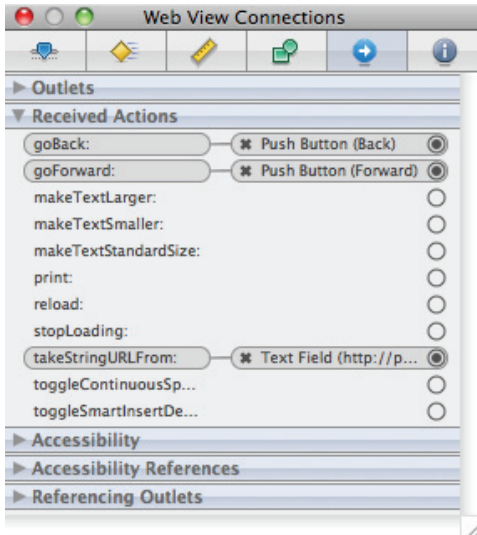 Web View Connections
Outlets
Received Actions
goBack: Push Button (Back)
goForward: Push Button (Forward)
makeTextLarger:
makeTextSmaller:
makeTextStandardSize:
print:
reload:
stopLoading:
takeStringURLFrom: Text Field (http://p...
toggleContinuousSp...
toggleSmartInsertDe...
Accessibility
Accessibility References
Referencing Outlets